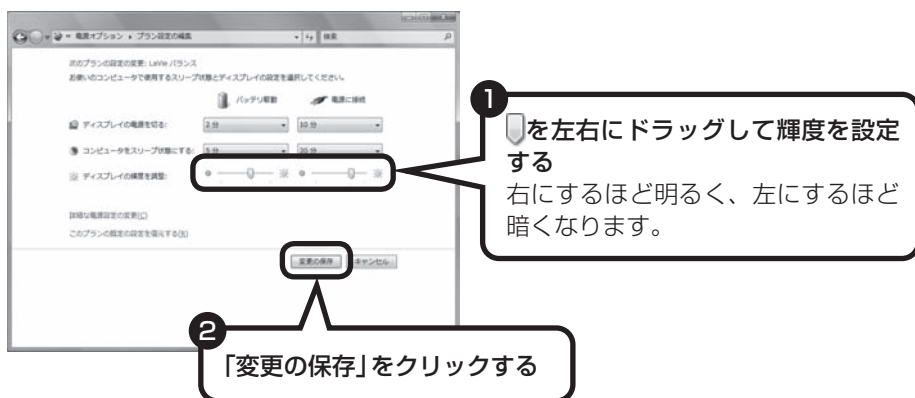 電源オプション ▸ プラン設定の編集
検索
次のプランの設定の変更: LaVie バランス
お使いのコンピュータで使用するスリープ状態とディスプレイの設定を選択してください。
バッテリ駆動 電源に接続
ディスプレイの電源を切る: 2 分 10 分
コンピュータをスリープ状態にする: 5 分 20 分
ディスプレイの輝度を調整:
詳細な電源設定の変更(C)
このプランの既定の設定を復元する(R)
変更の保存 キャンセル
1
を左右にドラッグして輝度を設定
する
右にするほど明るく、左にするほど
暗くなります。
2
「変更の保存」をクリックする